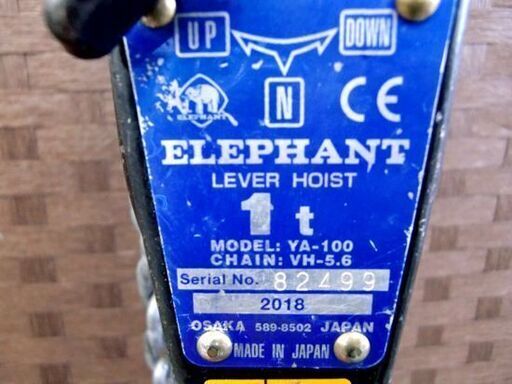 UP DOWN
ELEPHANT N CE
ELEPHANT
LEVER HOIST
1 t
MODEL: YA-100
CHAIN: VH-5.6
Serial No. 82499
2018
OSAKA 589-8502 JAPAN
MADE IN JAPAN